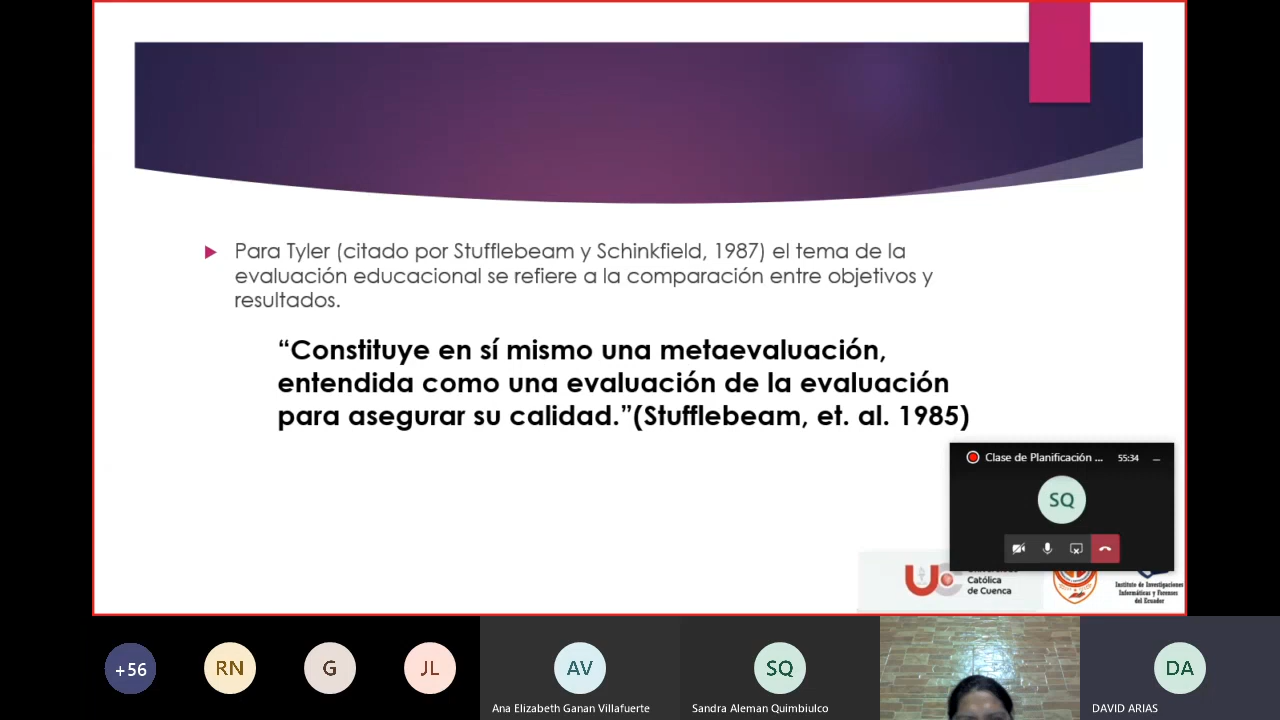 Para Tyler (citado por Stufflebeam y Schinkfield, 1987) el tema de la
evaluación educacional se refiere a la comparación entre objetivos y
resultados.
“Constituye en sí mismo una metaevaluación,
entendida como una evaluación de la evaluación
para asegurar su calidad.”(Stufflebeam, et. al. 1985)
Clase de Planificación ... 55:34
SQ
UC
Católica
de Cuenca
Instituto de Investigaciones
Informáticas y Forenses
del Ecuador
+56
RN
G
JL
AV
Ana Elizabeth Ganan Villafuerte
SQ
Sandra Aleman Quimbiulco
DA
DAVID ARIAS